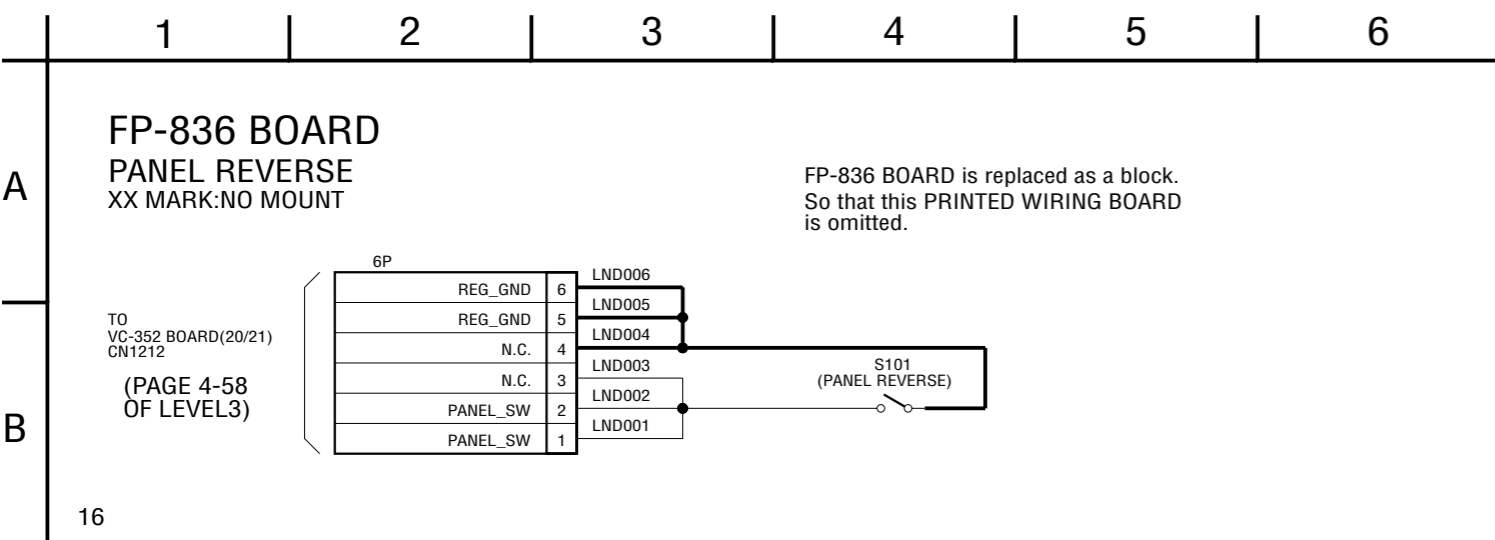 1 2 3 4 5 6
A
FP-836 BOARD
PANEL REVERSE
XX MARK:NO MOUNT
FP-836 BOARD is replaced as a block.
So that this PRINTED WIRING BOARD
is omitted.
6P
REG_GND 6 LND006
REG_GND 5 LND005
N.C. 4 LND004
N.C. 3 LND003
PANEL_SW 2 LND002
PANEL_SW 1 LND001
TO
VC-352 BOARD(20/21)
CN1212
(PAGE 4-58
OF LEVEL3)
S101
(PANEL REVERSE)
B
16